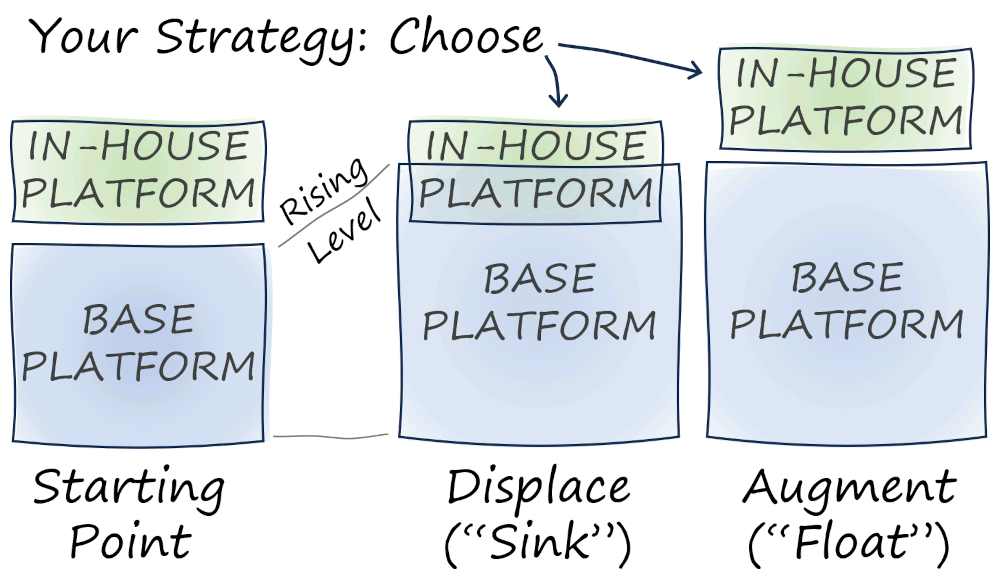 Your Strategy: Choose
IN-HOUSE
PLATFORM
BASE
PLATFORM
Starting
Point
Rising
Level
IN-HOUSE
PLATFORM
BASE
PLATFORM
Displace
(“Sink”)
IN-HOUSE
PLATFORM
BASE
PLATFORM
Augment
(“Float”)